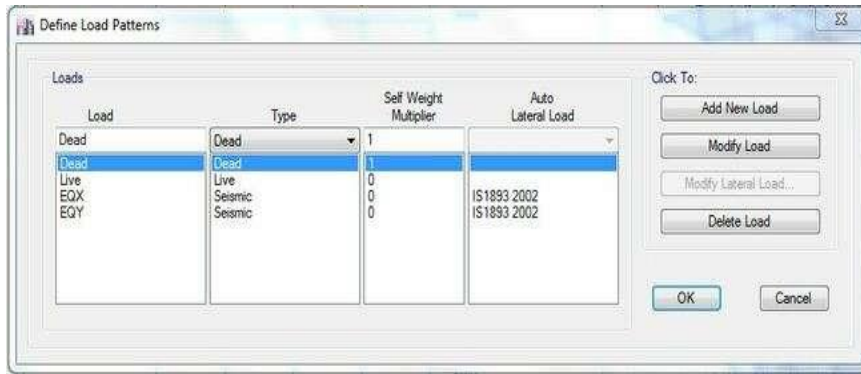 Define Load Patterns
Loads
Click To:
Load Type Self Weight Multiplier Auto Lateral Load
Dead Dead 1
Dead Dead 1
Live Live 0
EQX Seismic 0 IS1893 2002
EQY Seismic 0 IS1893 2002
Add New Load
Modify Load
Modify Lateral Load...
Delete Load
OK Cancel